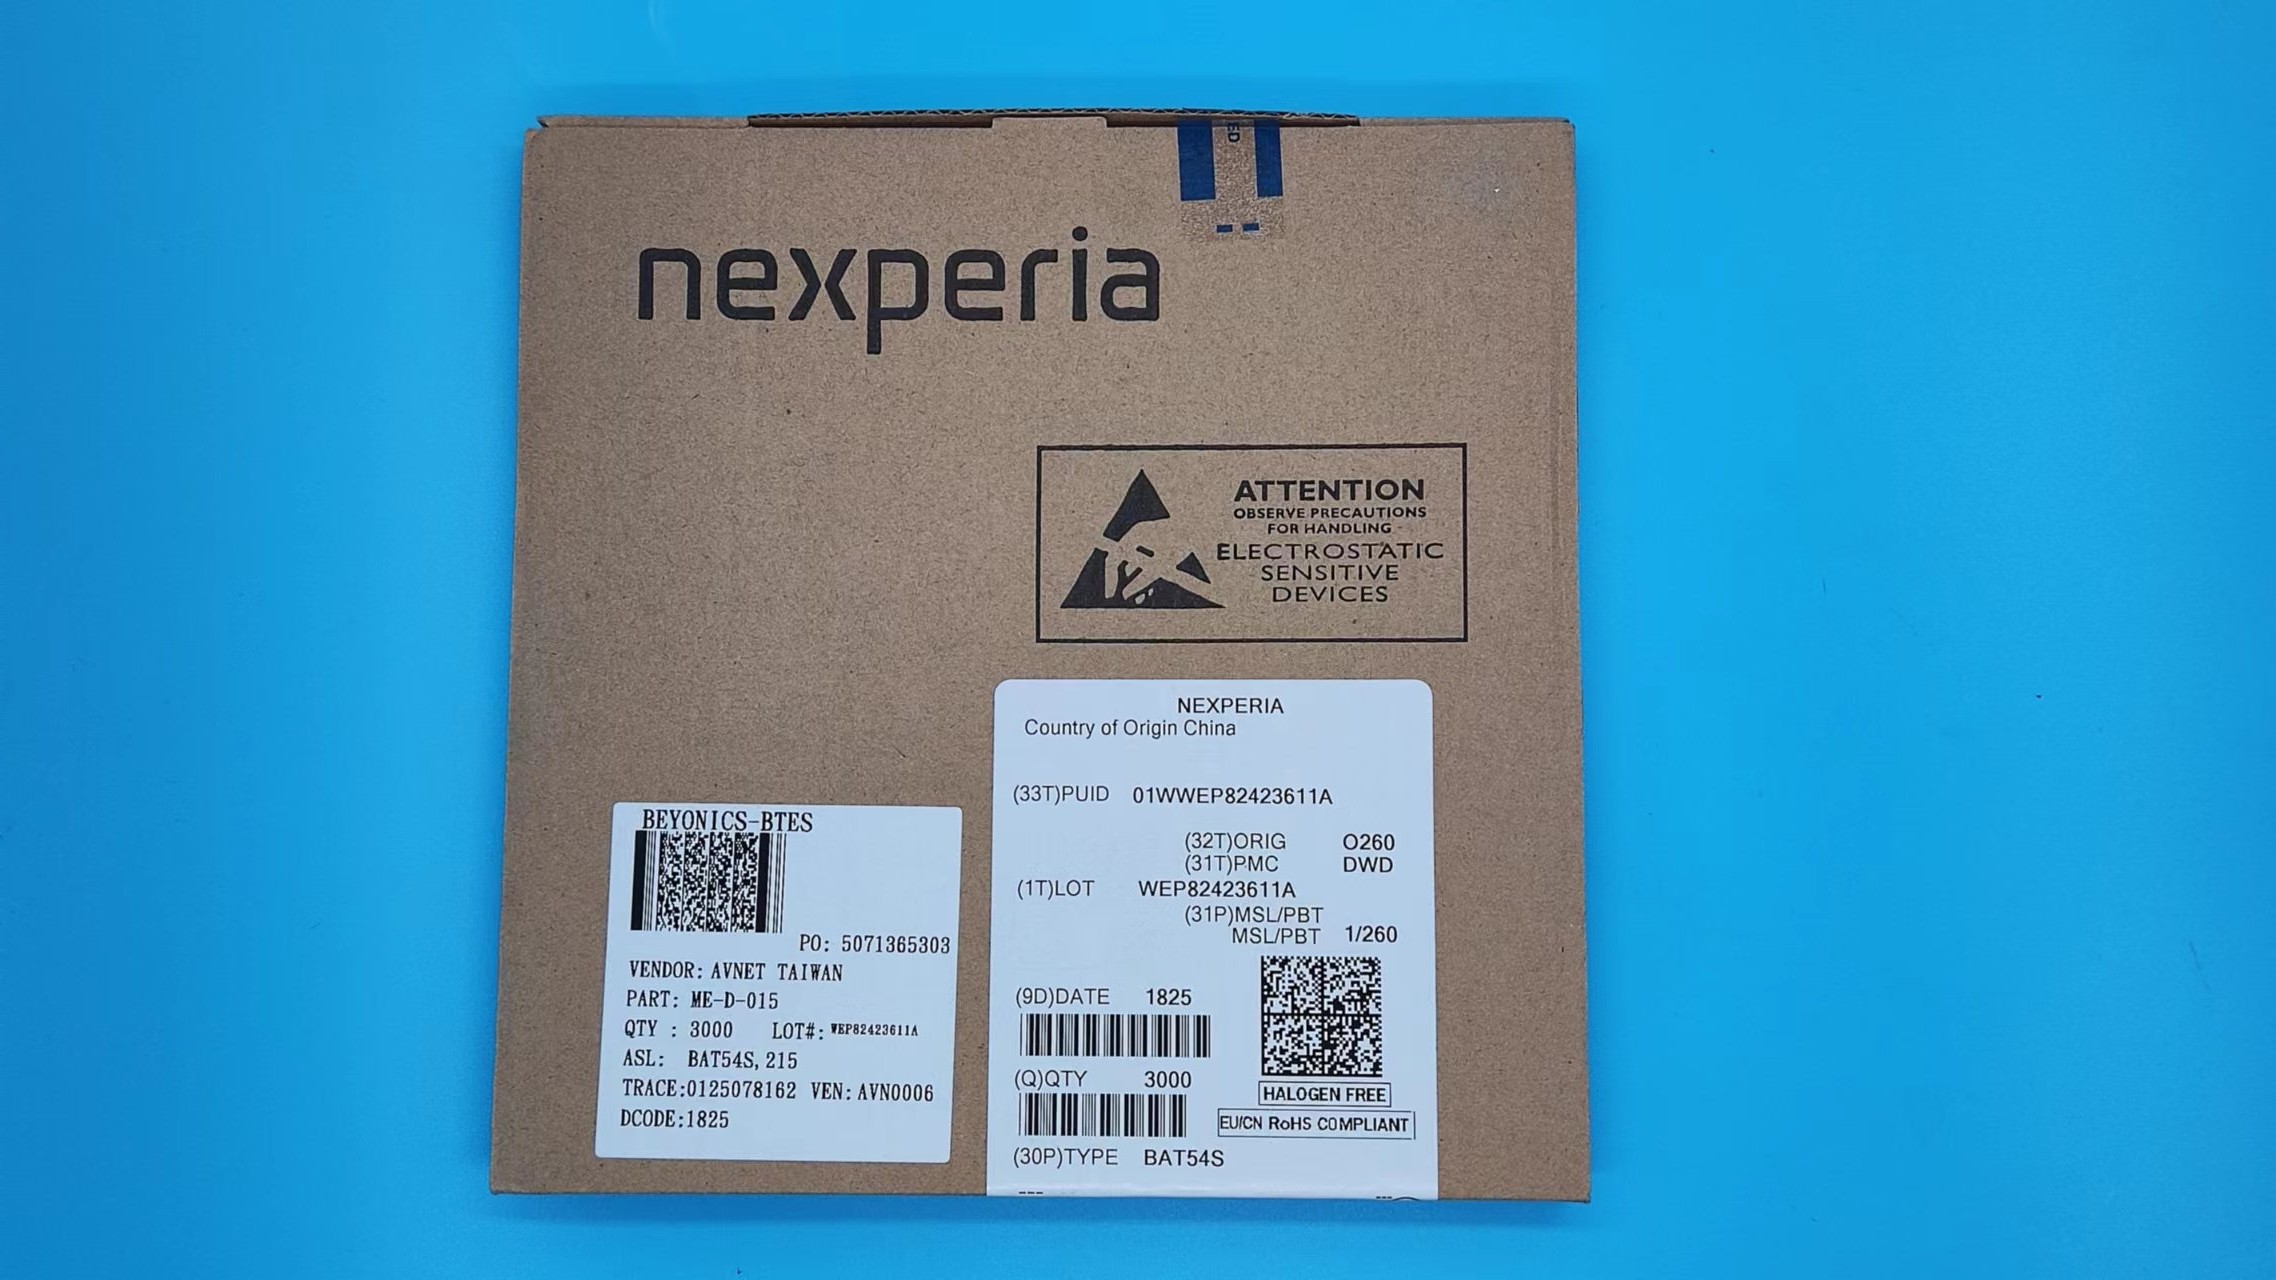 ED
nexperia
ATTENTION
OBSERVE PRECAUTIONS
FOR HANDLING
ELECTROSTATIC
SENSITIVE
DEVICES
NEXPERIA
Country of Origin China
(33T)PUID 01WWEP82423611A
(32T)ORIG O260
(31T)PMC DWD
(1T)LOT WEP82423611A
(31P)MSL/PBT
MSL/PBT 1/260
(9D)DATE 1825
(Q)QTY 3000
HALOGEN FREE
EU/CN RoHS COMPLIANT
(30P)TYPE BAT54S
BEYONICS-BTES
PO: 5071365303
VENDOR: AVNET TAIWAN
PART: ME-D-015
QTY : 3000 LOT#: WEP82423611A
ASL: BAT54S, 215
TRACE:0125078162 VEN: AVN0006
DCODE:1825